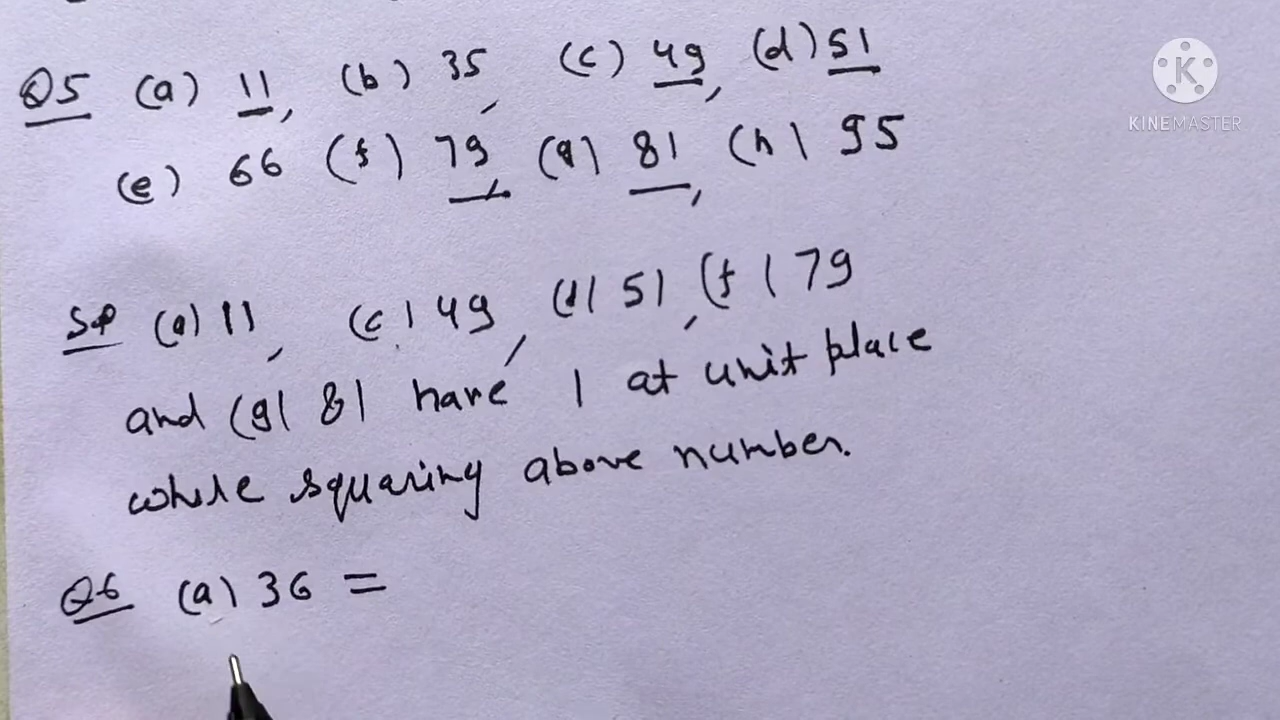 Q5 (a) 11, (b) 35, (c) 49, (d) 51
(e) 66 (f) 79, (g) 81, (h) 95
KINEMASTER
(a) 11, (c) 49, (d) 51, (f) 79
and (g) 81 have 1 at unit place
while squaring above number.
Q6 (a) 36 =